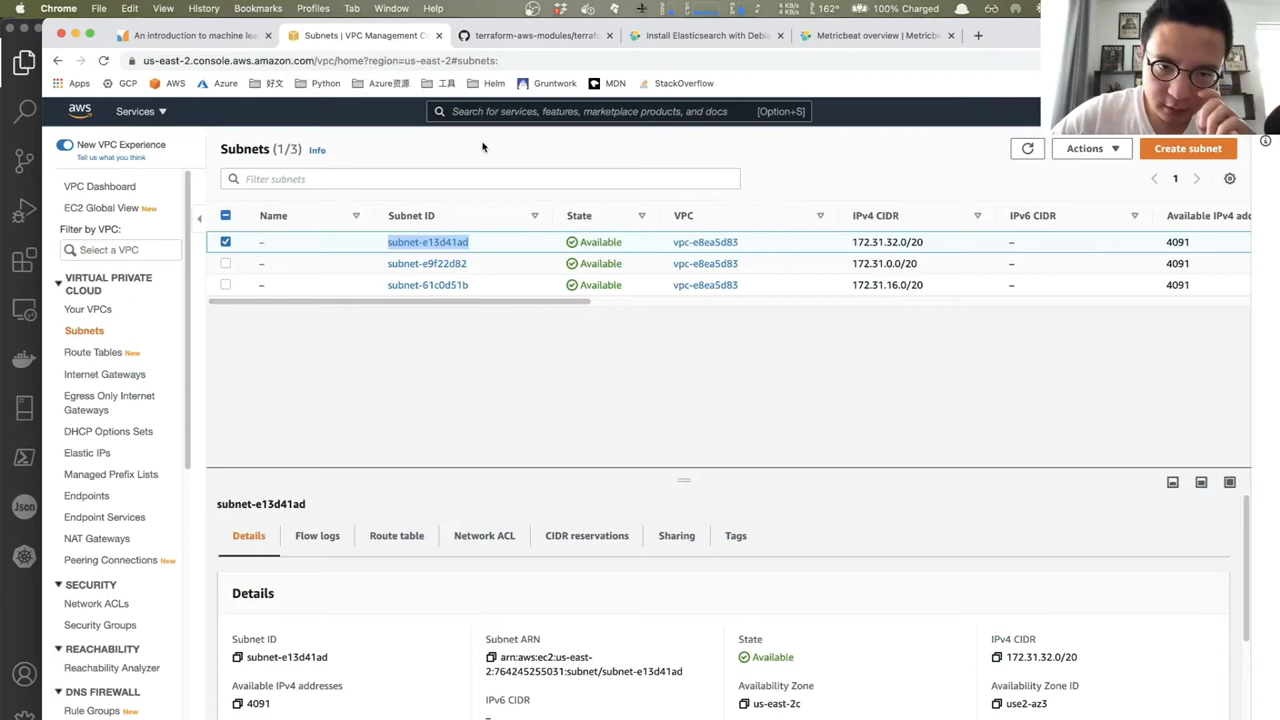 Chrome File Edit View History Bookmarks Profiles Tab Window Help
4 KB/s
162° 100% Charged
An introduction to machine lea
Subnets | VPC Management Co
terraform-aws-modules/terrafo
Install Elasticsearch with Debia
Metricbeat overview | Metricbe
us-east-2.console.aws.amazon.com/vpc/home?region=us-east-2#subnets:
Apps GCP AWS Azure 好文 Python Azure资源 工具 Helm Gruntwork MDN StackOverflow
aws Services Search for services, features, marketplace products, and docs [Option+S]
New VPC Experience
Tell us what you think
VPC Dashboard
EC2 Global View New
Filter by VPC:
Select a VPC
VIRTUAL PRIVATE
CLOUD
Your VPCs
Subnets
Route Tables New
Internet Gateways
Egress Only Internet
Gateways
DHCP Options Sets
Elastic IPs
Managed Prefix Lists
Endpoints
Endpoint Services
NAT Gateways
Peering Connections New
SECURITY
Network ACLs
Security Groups
REACHABILITY
Reachability Analyzer
DNS FIREWALL
Rule Groups New
Json
Subnets (1/3) Info
Actions Create subnet
Filter subnets
1
Name Subnet ID State VPC IPv4 CIDR IPv6 CIDR Available IPv4 add
– subnet-e13d41ad Available vpc-e8ea5d83 172.31.32.0/20 – 4091
– subnet-e9f22d82 Available vpc-e8ea5d83 172.31.0.0/20 – 4091
– subnet-61c0d51b Available vpc-e8ea5d83 172.31.16.0/20 – 4091
subnet-e13d41ad
Details Flow logs Route table Network ACL CIDR reservations Sharing Tags
Details
Subnet ID
subnet-e13d41ad
Available IPv4 addresses
4091
Subnet ARN
arn:aws:ec2:us-east-
2:764245255031:subnet/subnet-e13d41ad
IPv6 CIDR
–
State
Available
Availability Zone
us-east-2c
IPv4 CIDR
172.31.32.0/20
Availability Zone ID
use2-az3